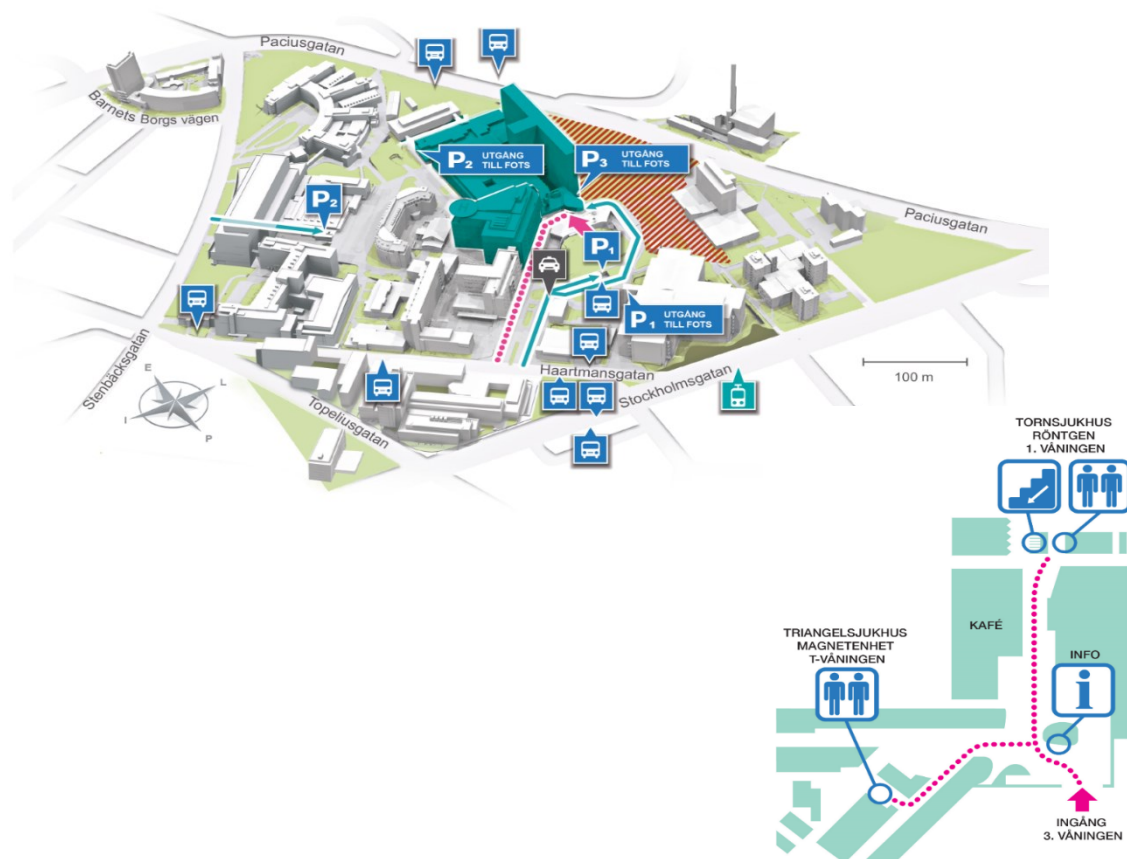 Paciusgatan
Barnets Borgs vägen
P2 UTGÅNG
TILL FOTS
P3 UTGÅNG
TILL FOTS
P2
Paciusgatan
P1
P1 UTGÅNG
TILL FOTS
Stenbäcksgatan
Haartmansgatan
Stockholmsgatan
100 m
E
L
I
P
Topeliusgatan
TORNSJUKHUS
RÖNTGEN
1. VÅNINGEN
KAFÉ
TRIANGELSJUKHUS
MAGNETENHET
T-VÅNINGEN
INFO
i
INGÅNG
3. VÅNINGEN